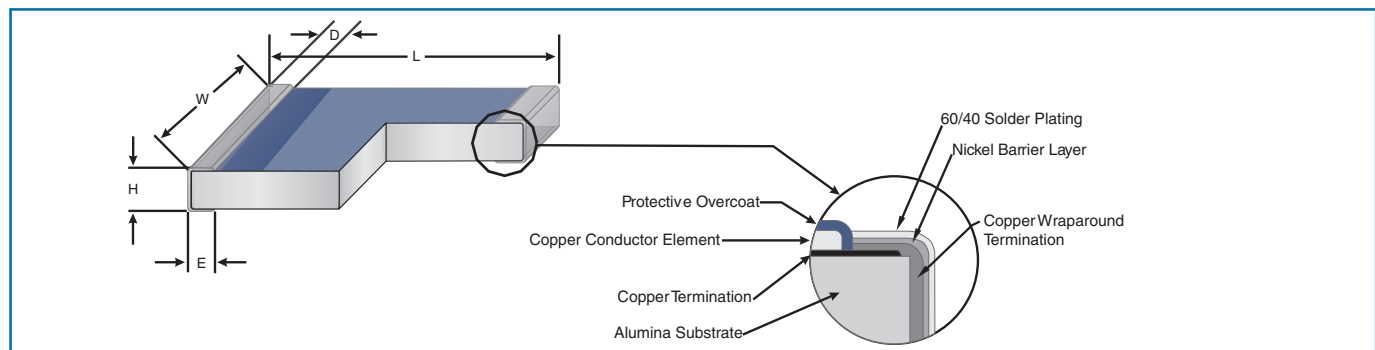 D
L
W
H
E
60/40 Solder Plating
Nickel Barrier Layer
Protective Overcoat
Copper Conductor Element
Copper Wraparound
Termination
Copper Termination
Alumina Substrate